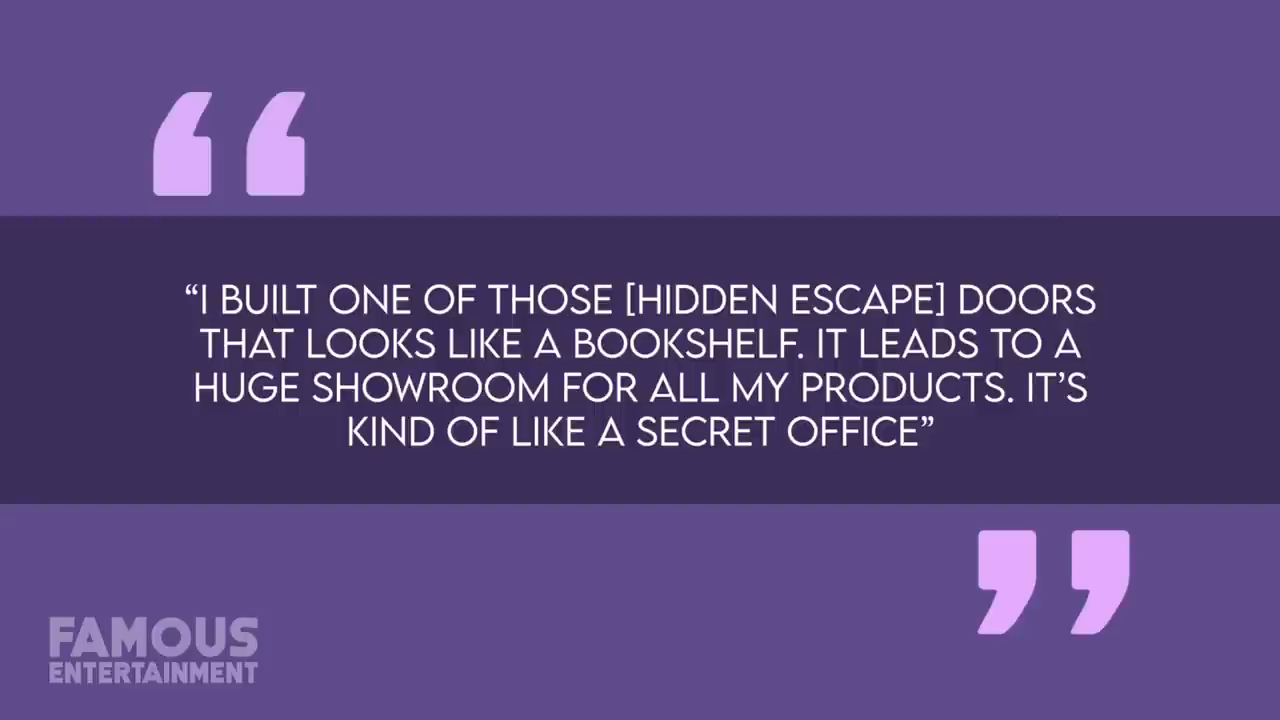 “I BUILT ONE OF THOSE [HIDDEN ESCAPE] DOORS
THAT LOOKS LIKE A BOOKSHELF. IT LEADS TO A
HUGE SHOWROOM FOR ALL MY PRODUCTS. IT’S
KIND OF LIKE A SECRET OFFICE”
FAMOUS
ENTERTAINMENT